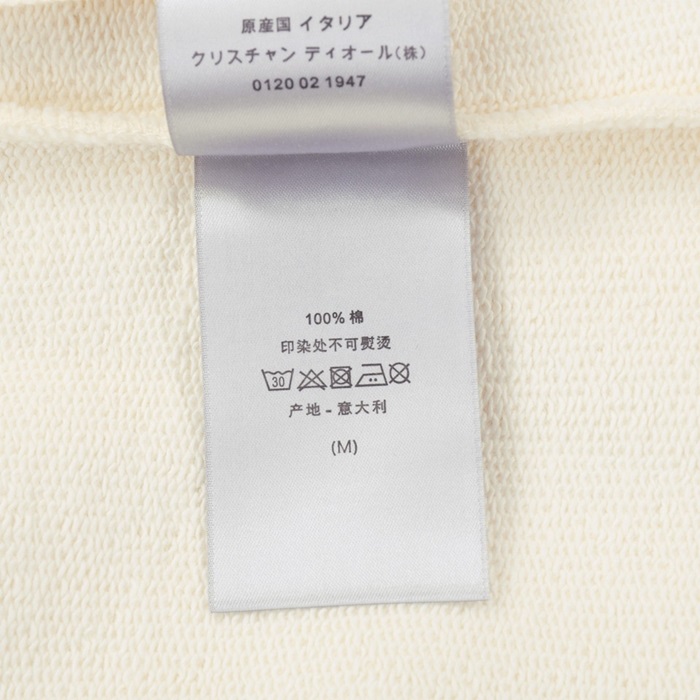 原産国 イタリア
クリスチャン ディオール(株)
0120 02 1947
100% 棉
印染处不可熨烫
30
产地 - 意大利
(M)